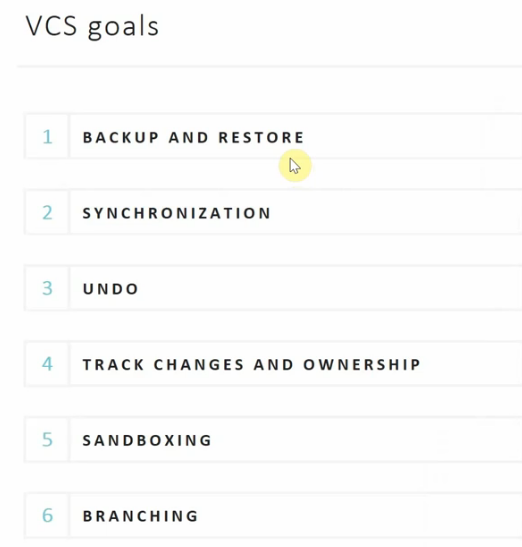 VCS goals
1 BACKUP AND RESTORE
2 SYNCHRONIZATION
3 UNDO
4 TRACK CHANGES AND OWNERSHIP
5 SANDBOXING
6 BRANCHING